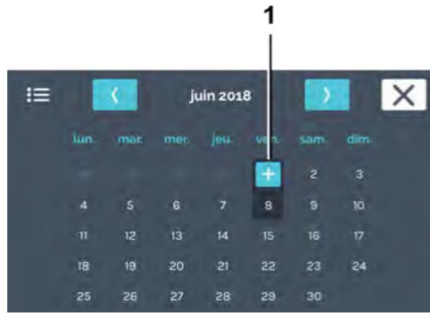 1
juin 2018
lun. mar. mer. jeu. ven. sam. dim.
+ 2 3
4 5 6 7 8 9 10
11 12 13 14 15 16 17
18 19 20 21 22 23 24
25 26 27 28 29 30